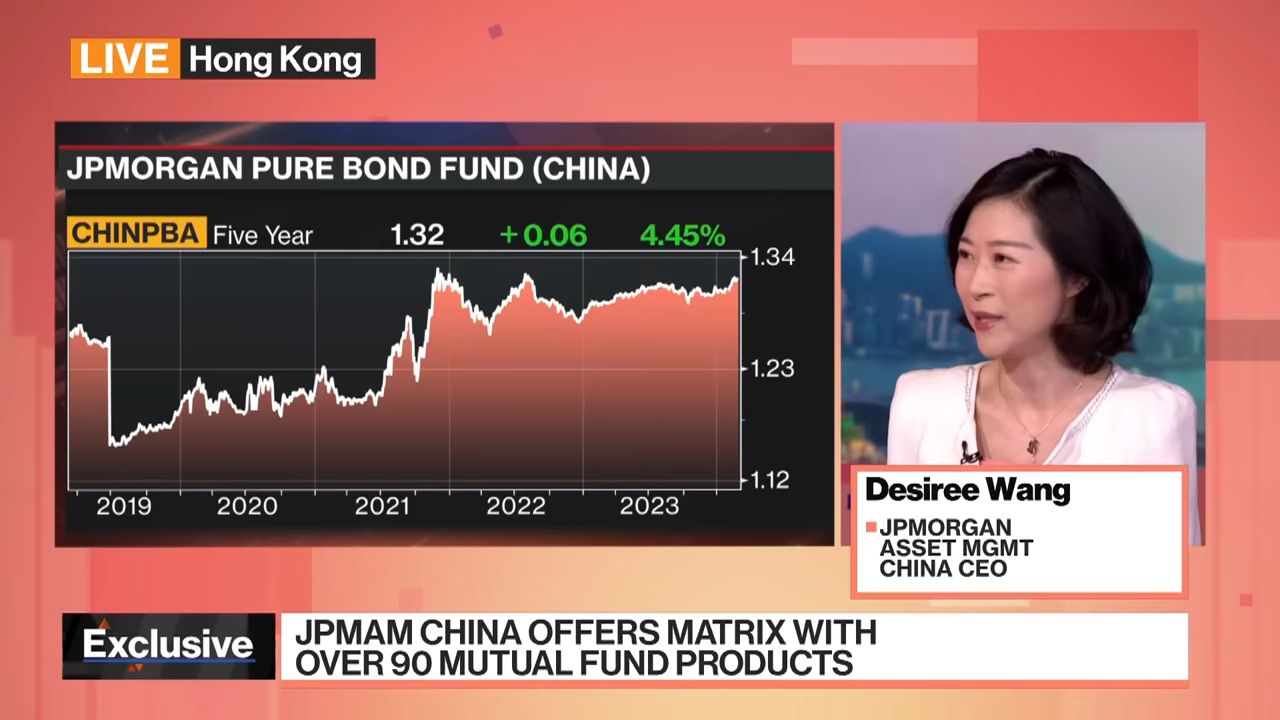 LIVE Hong Kong
JPMORGAN PURE BOND FUND (CHINA)
CHINPBA Five Year 1.32 +0.06 4.45%
1.34
1.23
1.12
2019 2020 2021 2022 2023
Desiree Wang
JPMORGAN
ASSET MGMT
CHINA CEO
Exclusive
JPMAM CHINA OFFERS MATRIX WITH
OVER 90 MUTUAL FUND PRODUCTS